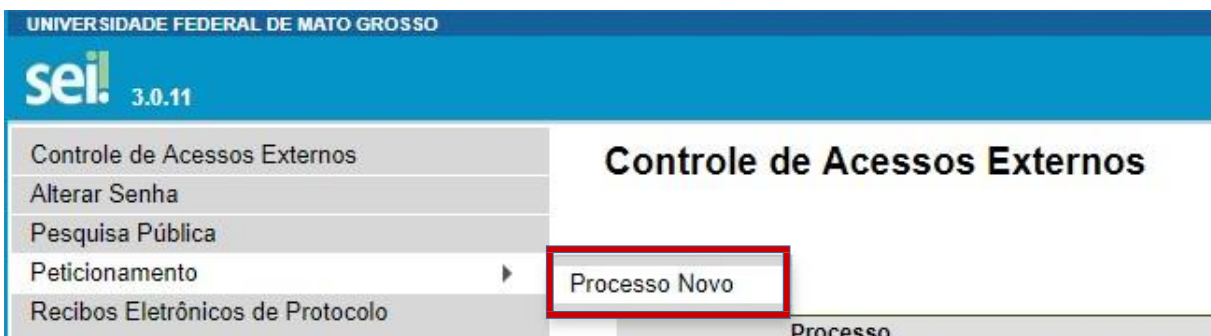 UNIVERSIDADE FEDERAL DE MATO GROSSO
sei! 3.0.11
Controle de Acessos Externos
Alterar Senha
Pesquisa Pública
Peticionamento
Recibos Eletrônicos de Protocolo
Controle de Acessos Externos
Processo Novo
Processo